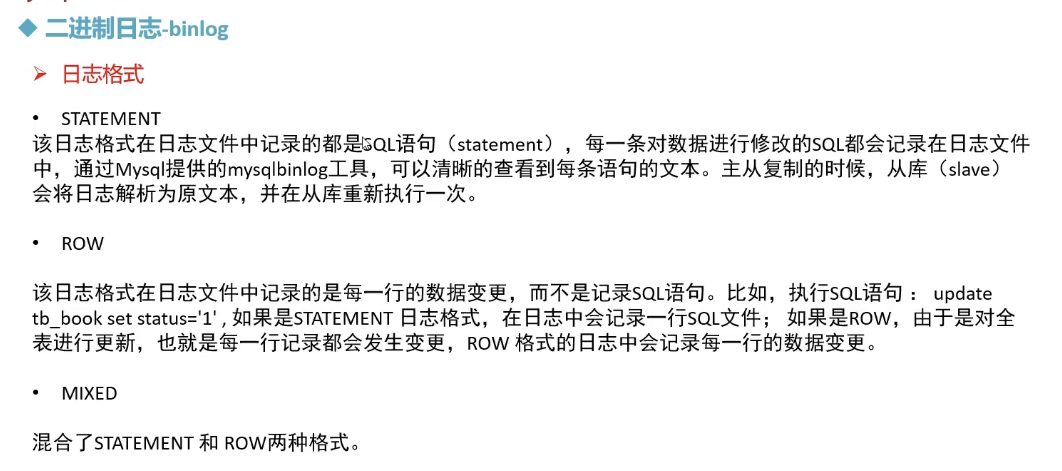 ◆ 二进制日志-binlog
➢ 日志格式
• STATEMENT
该日志格式在日志文件中记录的都是SQL语句（statement），每一条对数据进行修改的SQL都会记录在日志文件
中，通过Mysql提供的mysqlbinlog工具，可以清晰的查看到每条语句的文本。主从复制的时候，从库（slave）
会将日志解析为原文本，并在从库重新执行一次。
• ROW
该日志格式在日志文件中记录的是每一行的数据变更，而不是记录SQL语句。比如，执行SQL语句 ： update
tb_book set status='1' , 如果是STATEMENT 日志格式，在日志中会记录一行SQL文件； 如果是ROW，由于是对全
表进行更新，也就是每一行记录都会发生变更，ROW 格式的日志中会记录每一行的数据变更。
• MIXED
混合了STATEMENT 和 ROW两种格式。